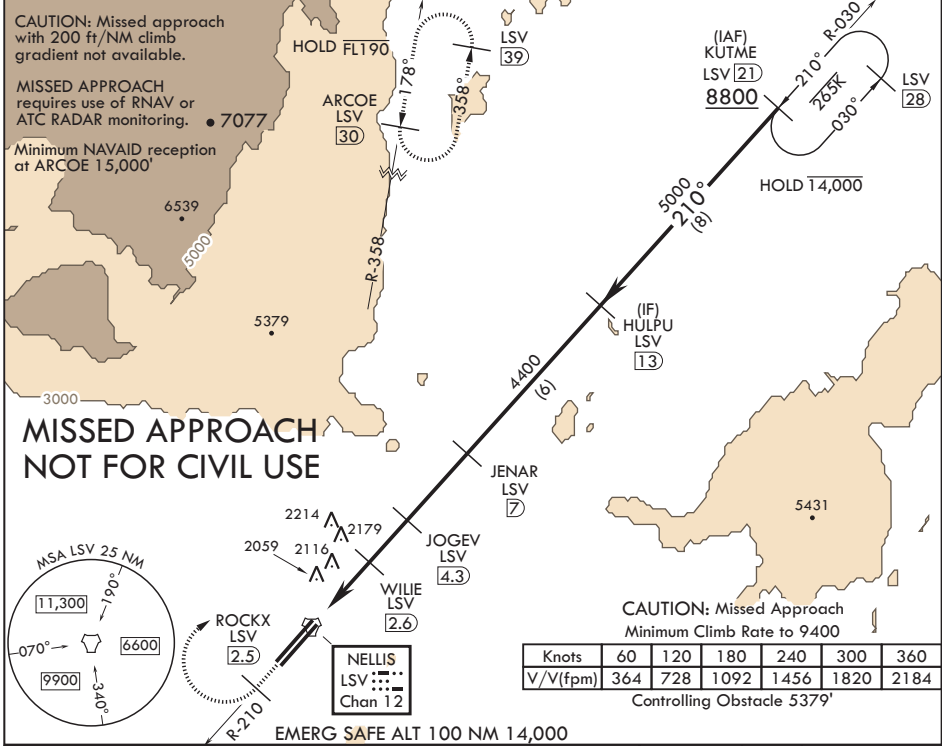 CAUTION: Missed approach
with 200 ft/NM climb
gradient not available.
MISSED APPROACH
requires use of RNAV or
ATC RADAR monitoring.
Minimum NAVAID reception
at ARCOE 15,000'
7077
6539
5000
5379
3000
HOLD FL190
178°
358°
LSV
39
ARCOE
LSV
30
R-358
(IAF)
KUTME
LSV 21
8800
R-030
210°
265K
030°
LSV
28
HOLD 14,000
5000
210°
(8)
(IF)
HULPU
LSV
13
4400
(6)
JENAR
LSV
7
5431
MISSED APPROACH
NOT FOR CIVIL USE
2214
2179
2059
2116
JOGEV
LSV
4.3
WILIE
LSV
2.6
MSA LSV 25 NM
11,300
190°
070°
6600
9900
340°
ROCKX
LSV
2.5
R-210
NELLIS
LSV
Chan 12
CAUTION: Missed Approach
Minimum Climb Rate to 9400
Knots 60 120 180 240 300 360
V/V(fpm) 364 728 1092 1456 1820 2184
Controlling Obstacle 5379'
EMERG SAFE ALT 100 NM 14,000